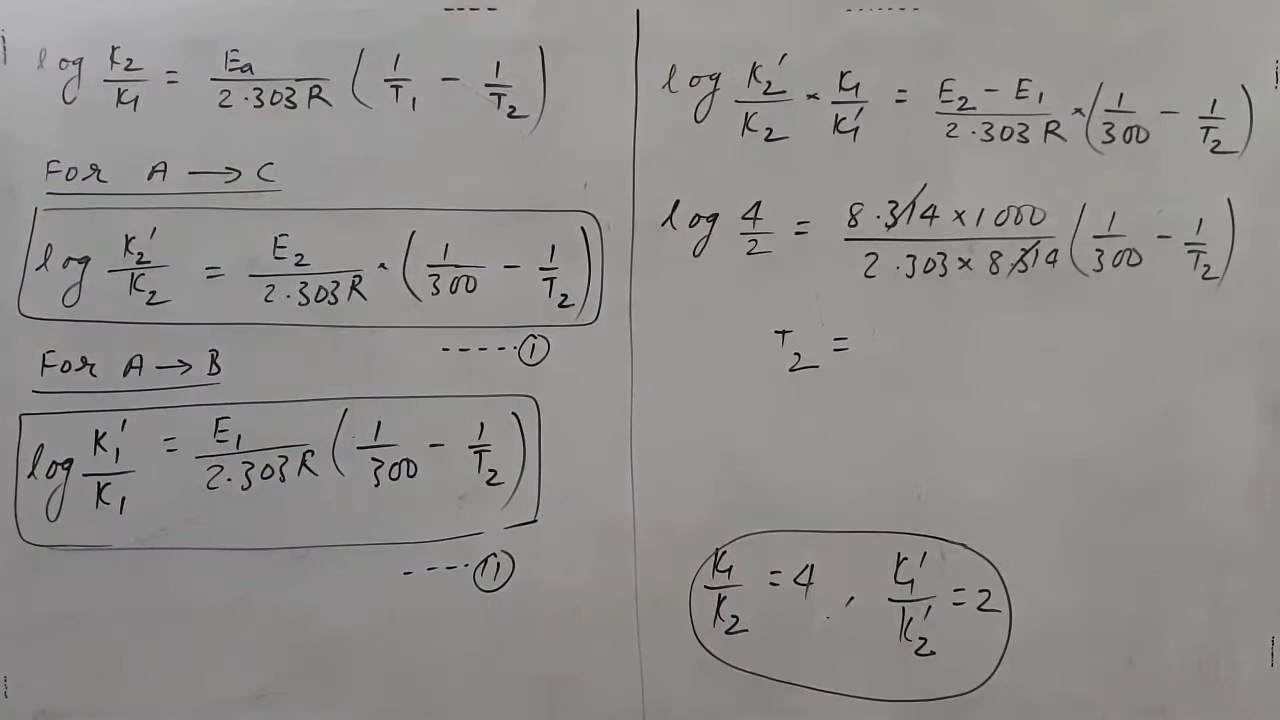 log K2/K1 = Ea/2.303R (1/T1 - 1/T2)
For A → C
log K2'/K2 = E2/2.303R × (1/300 - 1/T2)
-----①
For A → B
log K1'/K1 = E1/2.303R (1/300 - 1/T2)
----⑪
log K2'/K2 × K1/K1' = E2 - E1/2.303R × (1/300 - 1/T2)
log 4/2 = 8.314 × 1000/2.303 × 8.314 (1/300 - 1/T2)
T2 =
K1/K2 = 4, K1'/K2' = 2